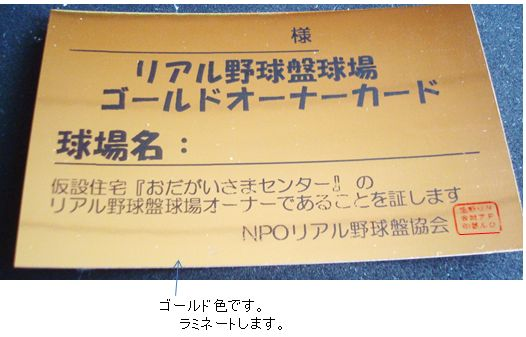 様
リアル野球盤球場
ゴールドオーナーカード
球場名：
仮設住宅『おだがいさまセンター』の
リアル野球盤球場オーナーであることを証します
NPOリアル野球盤協会
ゴールド色です。
ラミネートします。